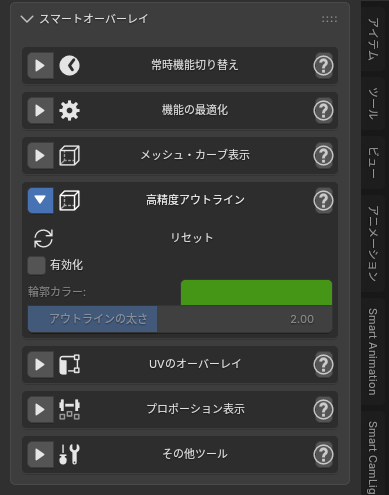 スマートオーバーレイ
常時機能切り替え
機能の最適化
メッシュ・カーブ表示
高精度アウトライン
リセット
有効化
輪郭カラー:
アウトラインの太さ 2.00
UVのオーバーレイ
プロポーション表示
その他ツール
アイテム
ツール
ビュー
アニメーション
Smart Animation
Smart CamLig